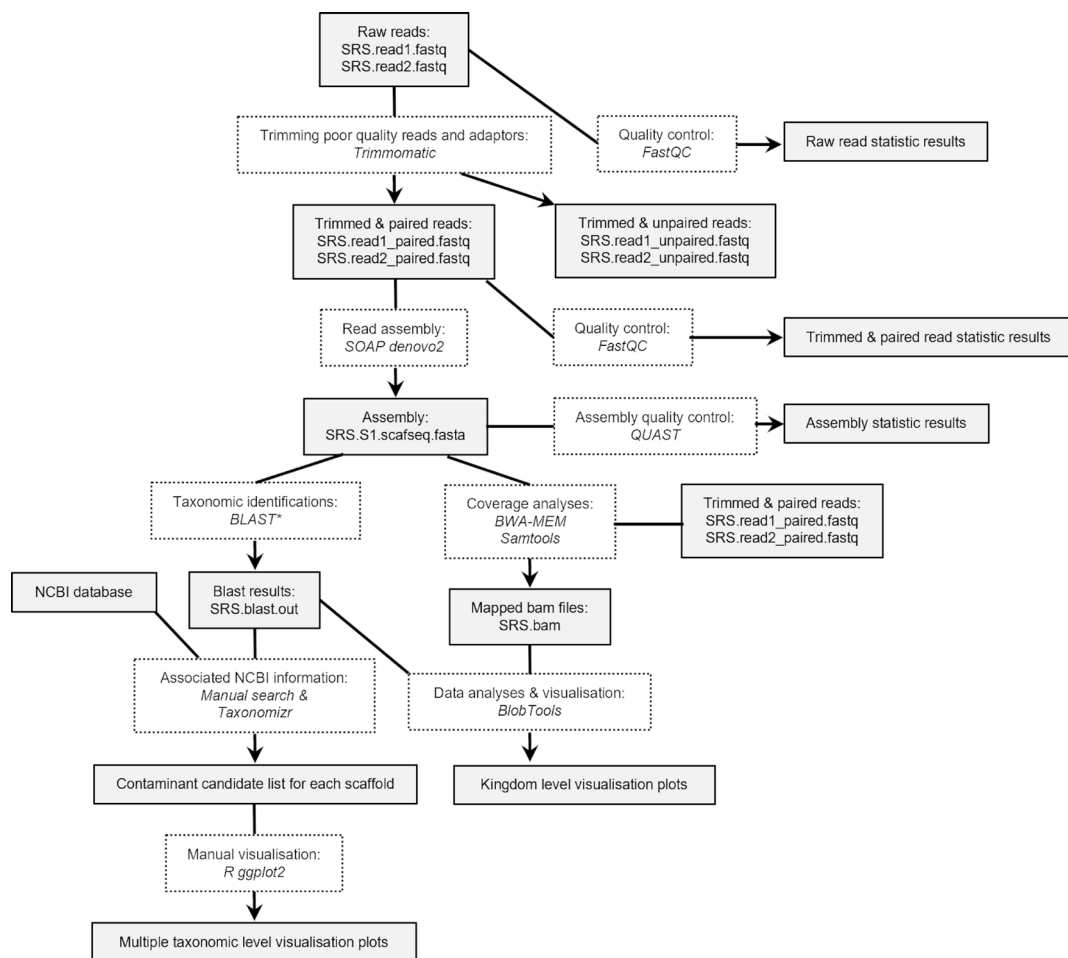 Raw reads:
SRS.read1.fastq
SRS.read2.fastq
Trimming poor quality reads and adaptors:
Trimmomatic
Quality control:
FastQC
Raw read statistic results
Trimmed & paired reads:
SRS.read1_paired.fastq
SRS.read2_paired.fastq
Trimmed & unpaired reads:
SRS.read1_unpaired.fastq
SRS.read2_unpaired.fastq
Read assembly:
SOAP denovo2
Quality control:
FastQC
Trimmed & paired read statistic results
Assembly:
SRS.S1.scafseq.fasta
Assembly quality control:
QUAST
Assembly statistic results
Taxonomic identifications:
BLAST*
Coverage analyses:
BWA-MEM
Samtools
Trimmed & paired reads:
SRS.read1_paired.fastq
SRS.read2_paired.fastq
NCBI database
Blast results:
SRS.blast.out
Mapped bam files:
SRS.bam
Associated NCBI information:
Manual search &
Taxonomizr
Data analyses & visualisation:
BlobTools
Contaminant candidate list for each scaffold
Kingdom level visualisation plots
Manual visualisation:
R ggplot2
Multiple taxonomic level visualisation plots